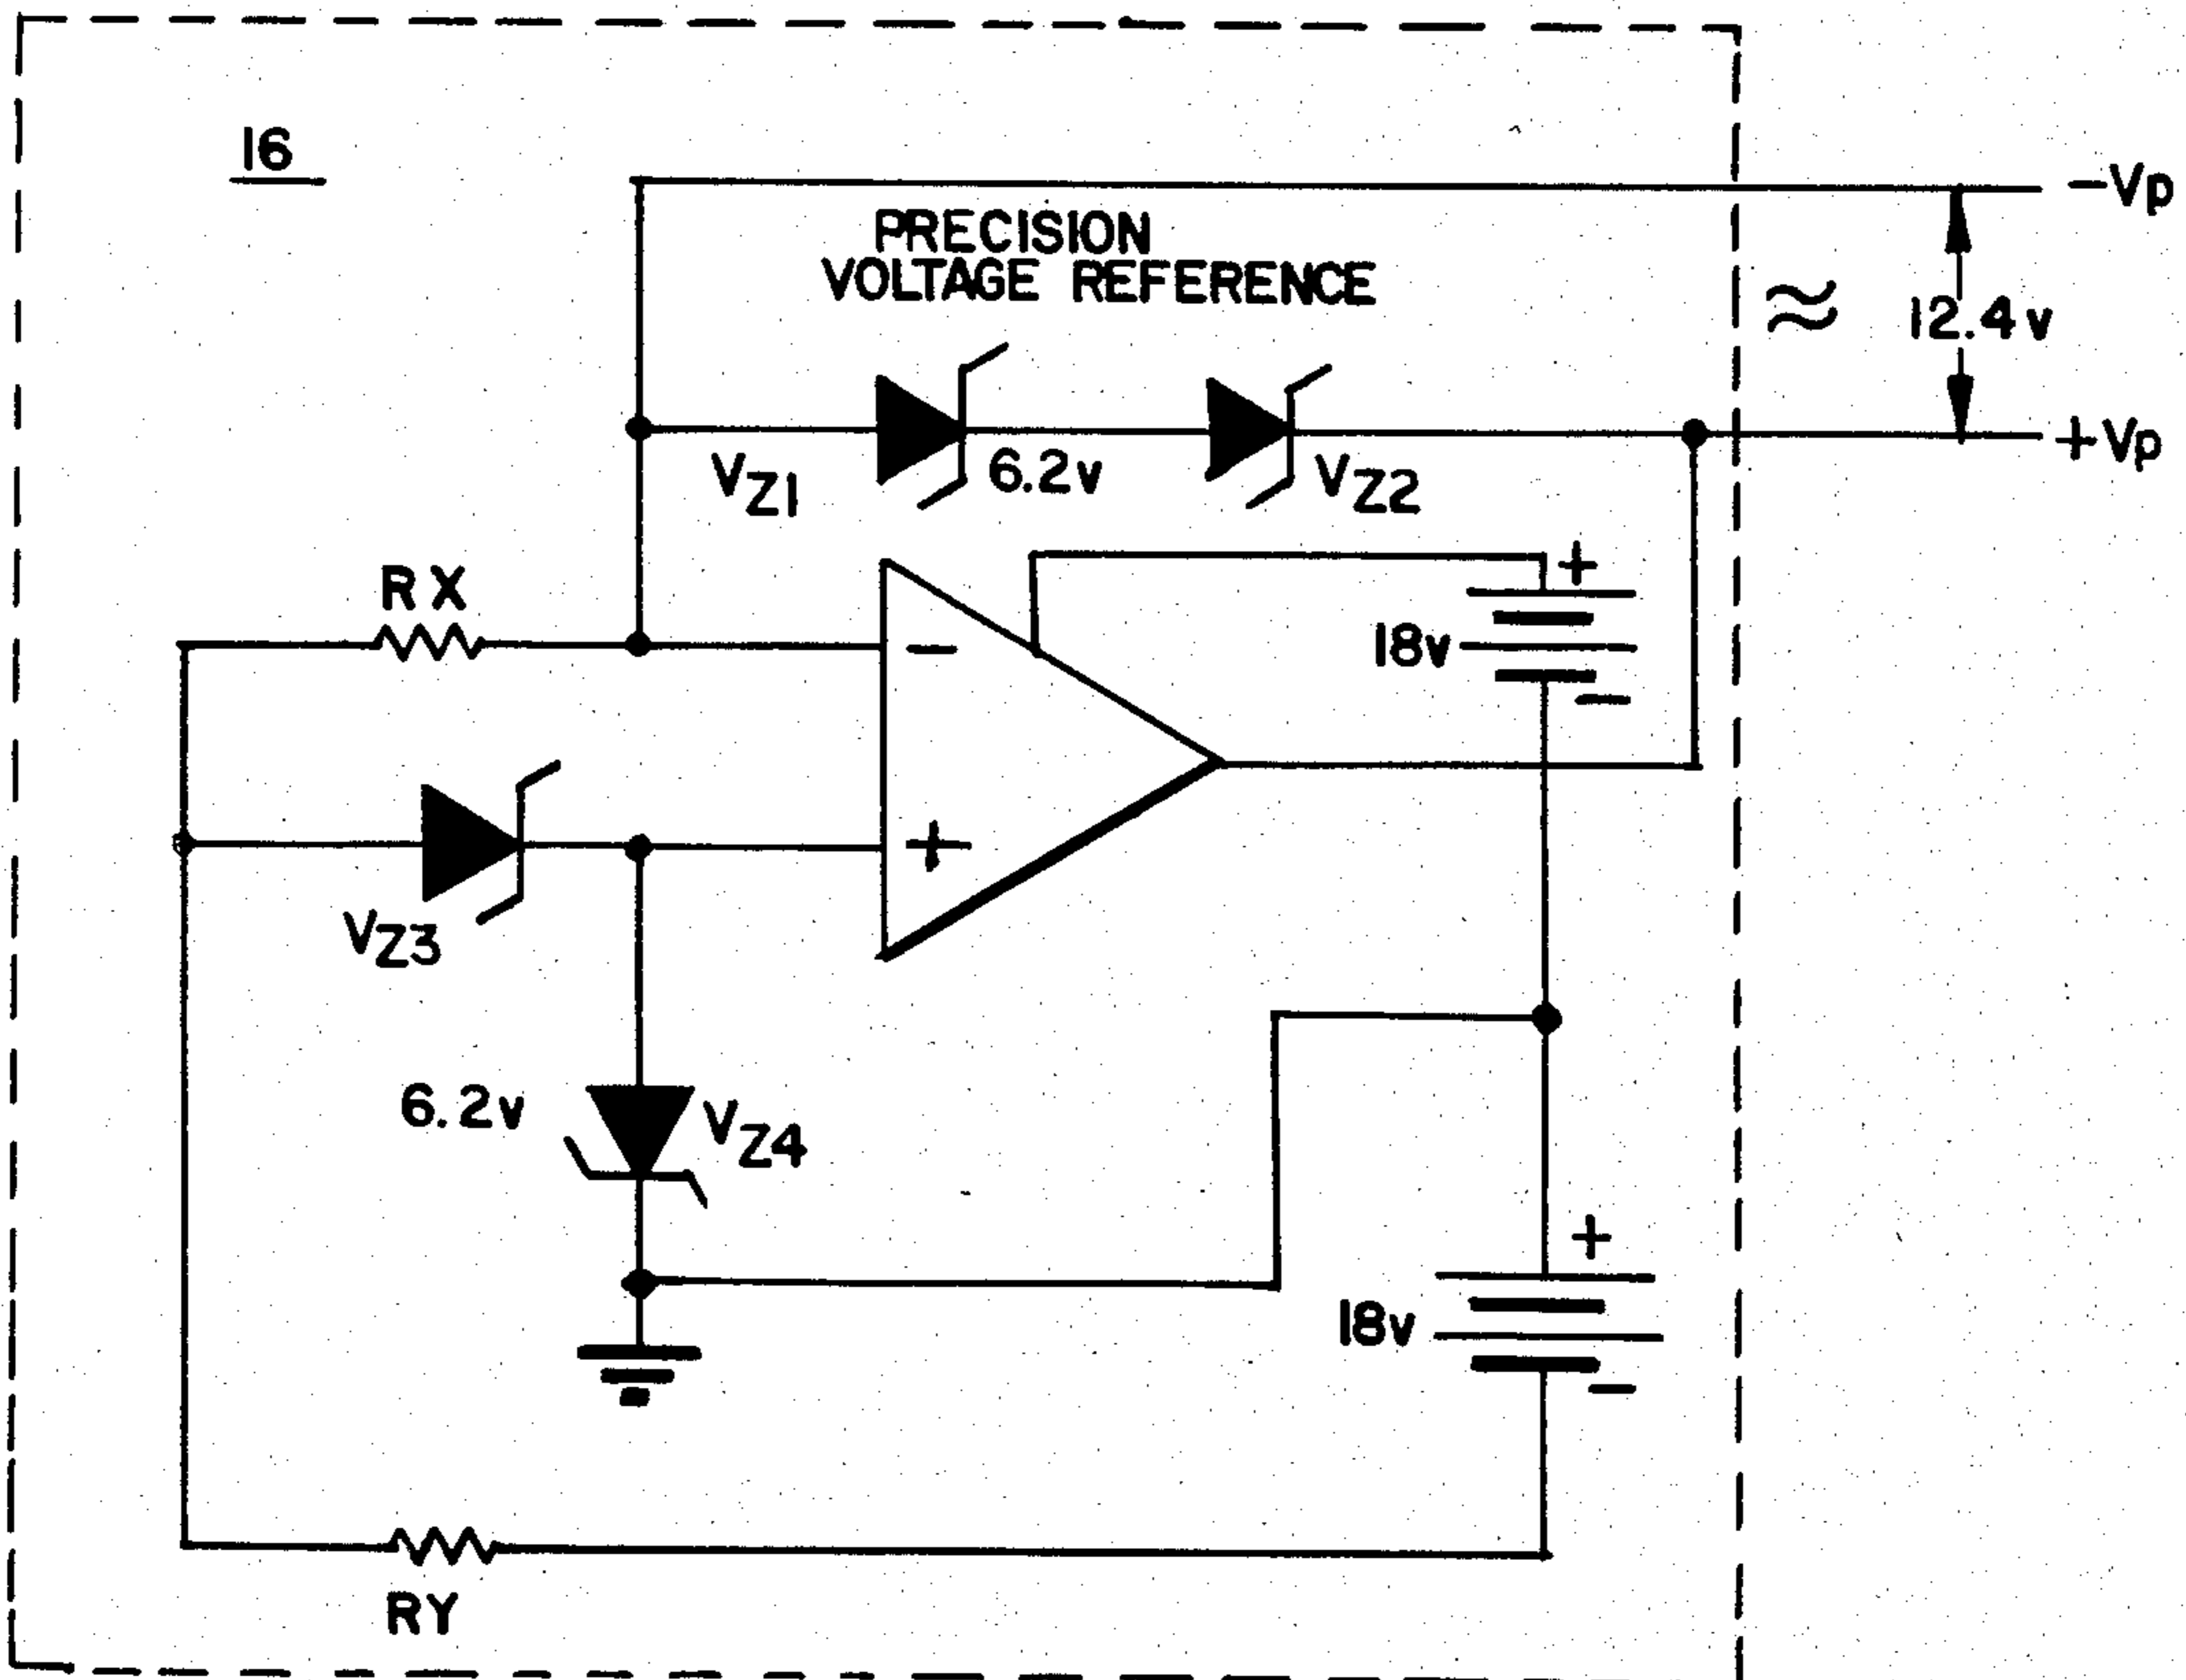 16
-Vp
PRECISION
VOLTAGE REFERENCE
≈ 12.4v
+Vp
VZ1
6.2v
VZ2
RX
-
+
18v
-
+
VZ3
6.2v
VZ4
+
18v
-
RY